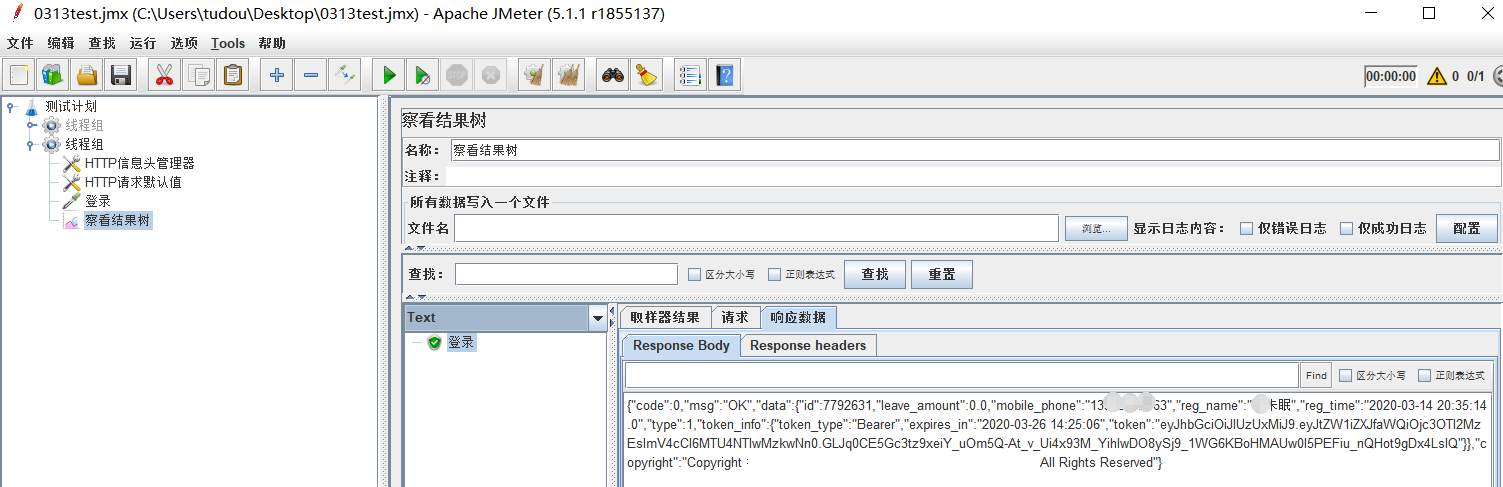 0313test.jmx (C:\Users\tudou\Desktop\0313test.jmx) - Apache JMeter (5.1.1 r1855137)
文件 编辑 查找 运行 选项 Tools 帮助
STOP
00:00:00 0 0/1
测试计划
线程组
线程组
HTTP信息头管理器
HTTP请求默认值
登录
察看结果树
察看结果树
名称: 察看结果树
注释:
所有数据写入一个文件
文件名 浏览... 显示日志内容: 仅错误日志 仅成功日志 配置
查找: 区分大小写 正则表达式 查找 重置
Text
登录
取样器结果 请求 响应数据
Response Body Response headers
Find 区分大小写 正则表达式
{"code":0,"msg":"OK","data":{"id":7792631,"leave_amount":0.0,"mobile_phone":"13 63","reg_name":" 卡眠","reg_time":"2020-03-14 20:35:14
.0","type":1,"token_info":{"token_type":"Bearer","expires_in":"2020-03-26 14:25:06","token":"eyJhbGciOiJIUzUxMiJ9.eyJtZW1iZXJfaWQiOjc3OTI2Mz
EsImV4cCI6MTU4NTIwMzkwNn0.GLJq0CE5Gc3tz9xeiY_uOm5Q-At_v_Ui4x93M_YihlwDO8ySj9_1WG6KBoHMAUw0I5PEFiu_nQHot9gDx4LsIQ"}},"c
opyright":"Copyright All Rights Reserved"}